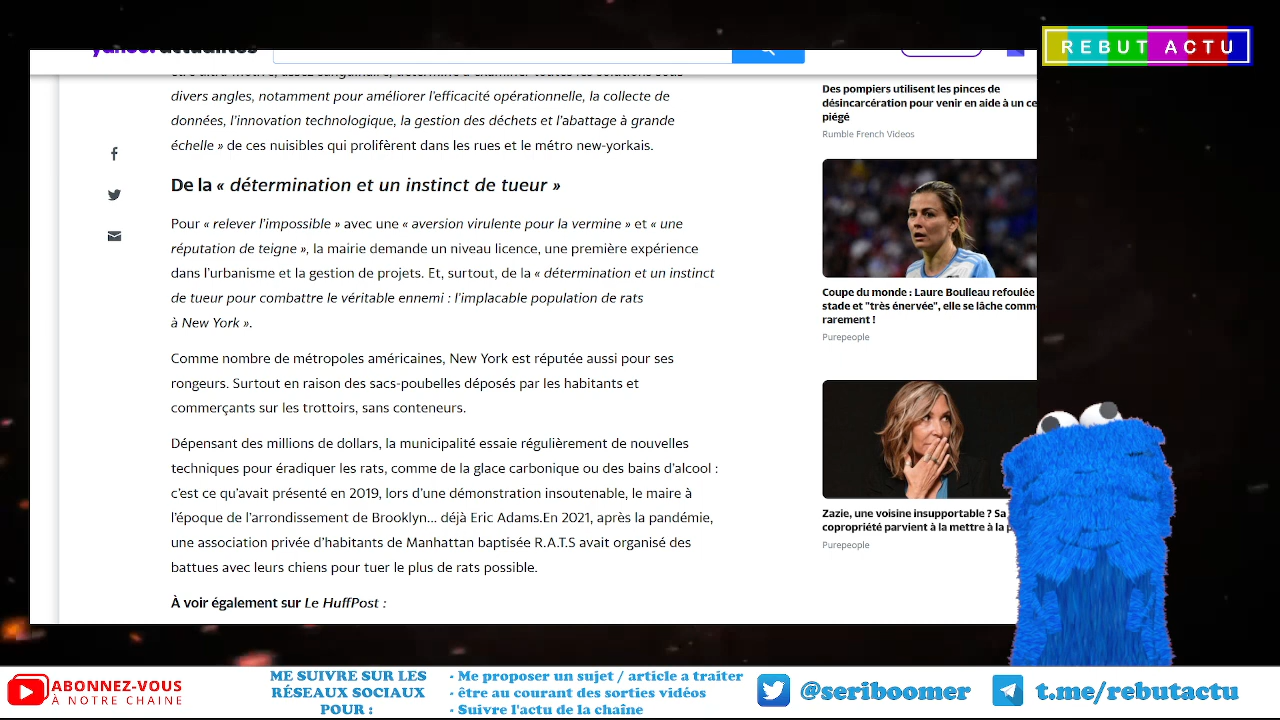 yahoo! actualités
REBUT ACTU
divers angles, notamment pour améliorer l'efficacité opérationnelle, la collecte de
données, l'innovation technologique, la gestion des déchets et l'abattage à grande
échelle » de ces nuisibles qui prolifèrent dans les rues et le métro new-yorkais.
De la « détermination et un instinct de tueur »
Pour « relever l'impossible » avec une « aversion virulente pour la vermine » et « une
réputation de teigne », la mairie demande un niveau licence, une première expérience
dans l'urbanisme et la gestion de projets. Et, surtout, de la « détermination et un instinct
de tueur pour combattre le véritable ennemi : l'implacable population de rats
à New York ».
Comme nombre de métropoles américaines, New York est réputée aussi pour ses
rongeurs. Surtout en raison des sacs-poubelles déposés par les habitants et
commerçants sur les trottoirs, sans conteneurs.
Dépensant des millions de dollars, la municipalité essaie régulièrement de nouvelles
techniques pour éradiquer les rats, comme de la glace carbonique ou des bains d'alcool :
c'est ce qu'avait présenté en 2019, lors d'une démonstration insoutenable, le maire à
l'époque de l'arrondissement de Brooklyn... déjà Eric Adams.En 2021, après la pandémie,
une association privée d'habitants de Manhattan baptisée R.A.T.S avait organisé des
battues avec leurs chiens pour tuer le plus de rats possible.
À voir également sur Le HuffPost :
Des pompiers utilisent les pinces de
désincarcération pour venir en aide à un ce
piégé
Rumble French Videos
Coupe du monde : Laure Boulleau refoulée
stade et "très énervée", elle se lâche comm
rarement !
Purepeople
Zazie, une voisine insupportable ? Sa
copropriété parvient à la mettre à la
Purepeople
ABONNEZ-VOUS
À NOTRE CHAINE
ME SUIVRE SUR LES
RÉSEAUX SOCIAUX
POUR :
- Me proposer un sujet / article a traiter
- être au courant des sorties vidéos
- Suivre l'actu de la chaîne
@seriboomer
t.me/rebutactu